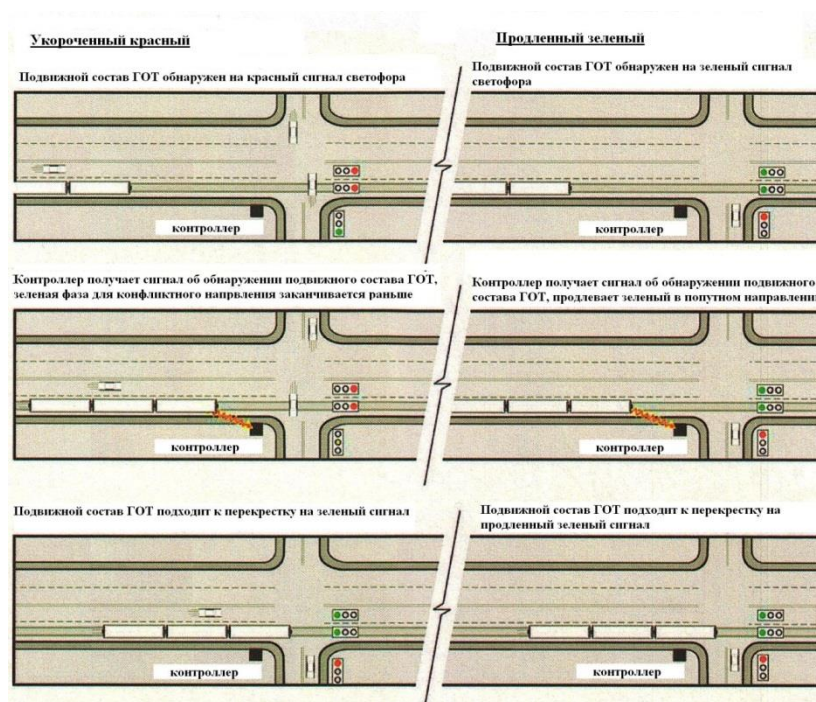 Укороченный красный
Продленный зеленый
Подвижной состав ГОТ обнаружен на красный сигнал светофора
Подвижной состав ГОТ обнаружен на зеленый сигнал
светофора
контроллер
контроллер
Контроллер получает сигнал об обнаружении подвижного состава ГОТ,
зеленая фаза для конфликтного напрвления заканчивается раньше
Контроллер получает сигнал об обнаружении подвижного
состава ГОТ, продлевает зеленый в попутном направлени
контроллер
контроллер
Подвижной состав ГОТ подходит к перекрестку на зеленый сигнал
Подвижной состав ГОТ подходит к перекрестку на
продленный зеленый сигнал
контроллер
контроллер